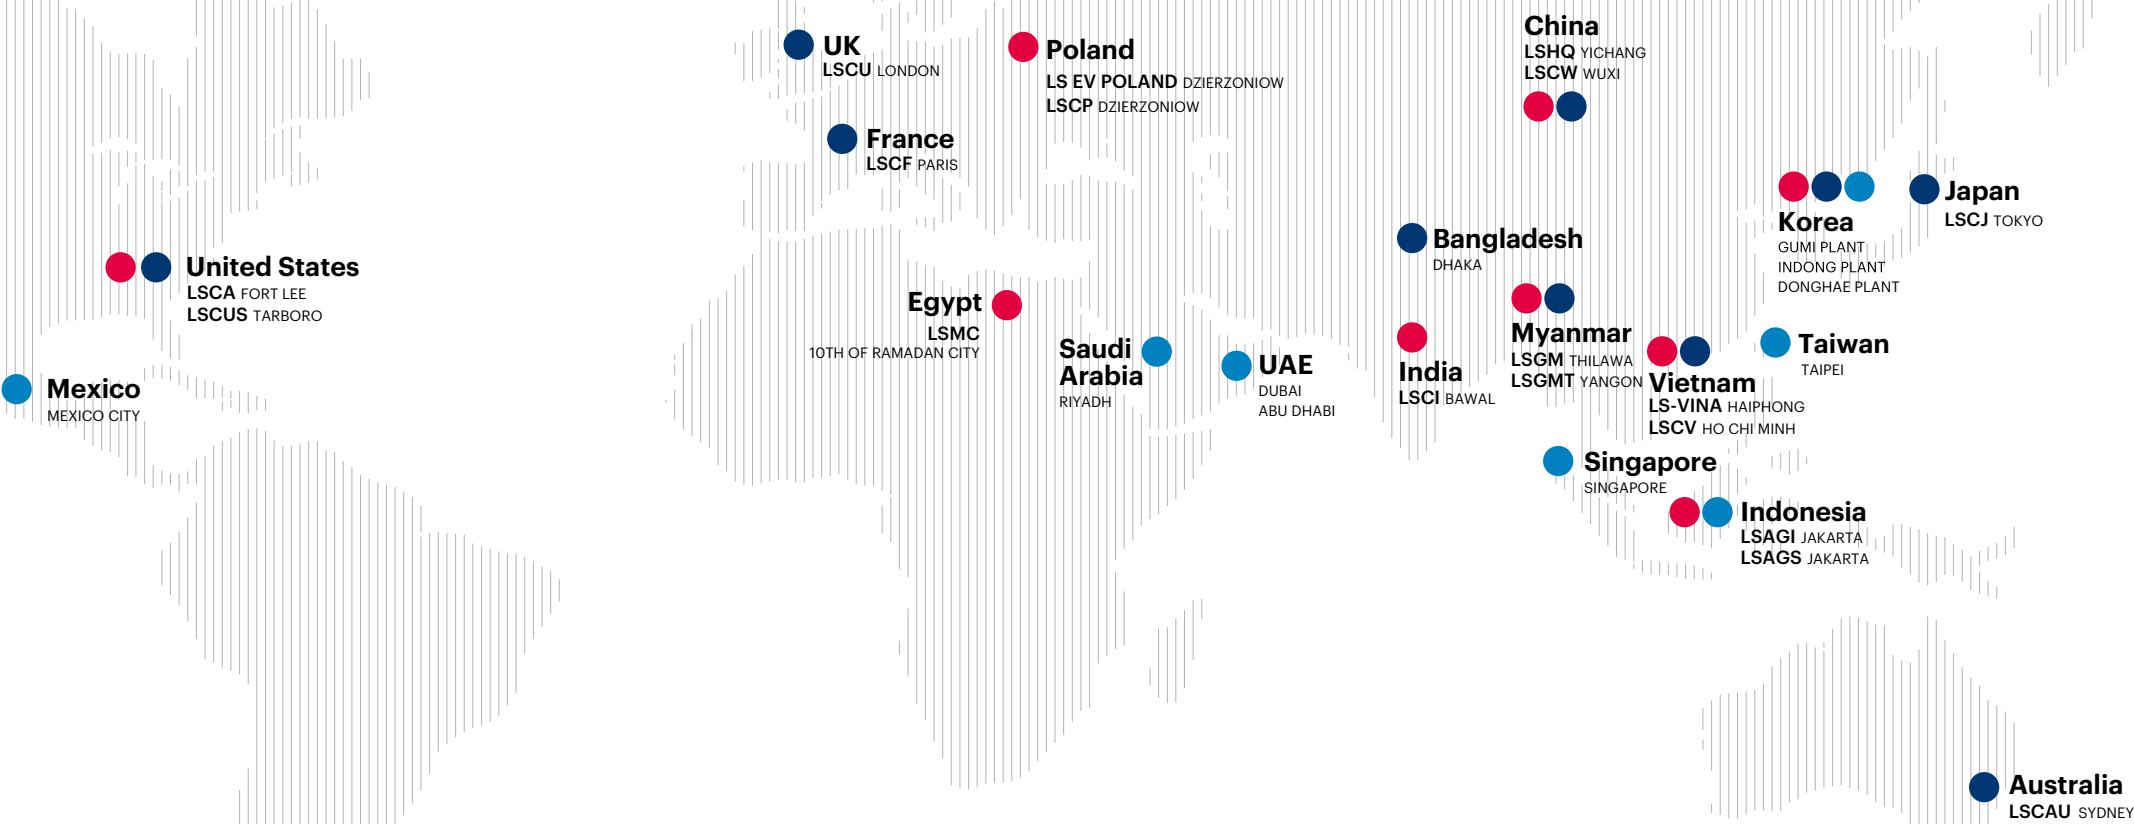 UK
LSCU LONDON
Poland
LS EV POLAND DZIERZONIOW
LSCP DZIERZONIOW
China
LSHQ YICHANG
LSCW WUXI
France
LSCF PARIS
Korea
GUMI PLANT
INDONG PLANT
DONGHAE PLANT
Japan
LSCJ TOKYO
United States
LSCA FORT LEE
LSCUS TARBORO
Bangladesh
DHAKA
Egypt
LSMC
10TH OF RAMADAN CITY
Saudi
Arabia
RIYADH
UAE
DUBAI
ABU DHABI
India
LSCI BAWAL
Myanmar
LSGM THILAWA
LSGMT YANGON
Vietnam
LS-VINA HAIPHONG
LSCV HO CHI MINH
Taiwan
TAIPEI
Mexico
MEXICO CITY
Singapore
SINGAPORE
Indonesia
LSAGI JAKARTA
LSAGS JAKARTA
Australia
LSCAU SYDNEY